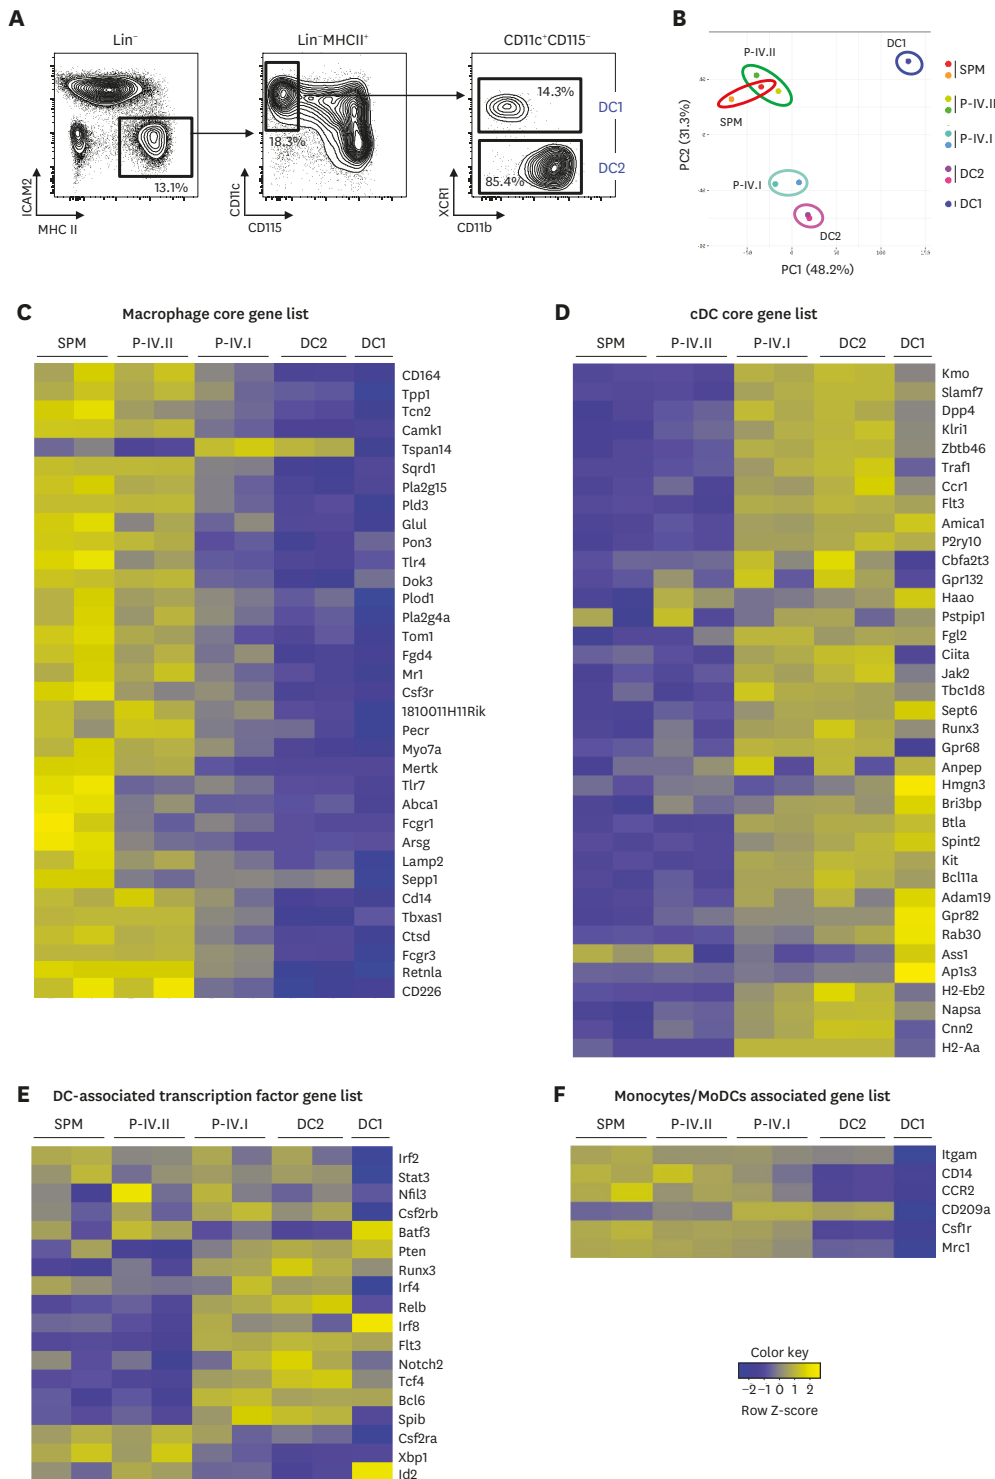 A
Lin⁻
Lin⁻MHCII⁺
CD11c⁺CD115⁻
14.3%
DC1
18.3%
13.1%
85.4%
DC2
ICAM2
MHC II
CD11c
CD115
XCR1
CD11b
B
P-IV.II
DC1
SPM
P-IV.I
DC2
PC2 (31.3%)
PC1 (48.2%)
SPM
P-IV.II
P-IV.I
DC2
DC1
C
Macrophage core gene list
SPM P-IV.II P-IV.I DC2 DC1
CD164
Tpp1
Tcn2
Camk1
Tspan14
Sqrd1
Pla2g15
Pld3
Glul
Pon3
Tlr4
Dok3
Plod1
Pla2g4a
Tom1
Fgd4
Mr1
Csf3r
1810011H11Rik
Pecr
Myo7a
Mertk
Tlr7
Abca1
Fcgr1
Arsg
Lamp2
Sepp1
Cd14
Tbxas1
Ctsd
Fcgr3
Retnla
CD226
D
cDC core gene list
SPM P-IV.II P-IV.I DC2 DC1
Kmo
Slamf7
Dpp4
Klri1
Zbtb46
Traf1
Ccr1
Flt3
Amica1
P2ry10
Cbfa2t3
Gpr132
Haao
Pstpip1
Fgl2
Ciita
Jak2
Tbc1d8
Sept6
Runx3
Gpr68
Anpep
Hmgn3
Bri3bp
Btla
Spint2
Kit
Bcl11a
Adam19
Gpr82
Rab30
Ass1
Ap1s3
H2-Eb2
Napsa
Cnn2
H2-Aa
E
DC-associated transcription factor gene list
SPM P-IV.II P-IV.I DC2 DC1
Irf2
Stat3
Nfil3
Csf2rb
Batf3
Pten
Runx3
Irf4
Relb
Irf8
Flt3
Notch2
Tcf4
Bcl6
Spib
Csf2ra
Xbp1
Id2
F
Monocytes/MoDCs associated gene list
SPM P-IV.II P-IV.I DC2 DC1
Itgam
CD14
CCR2
CD209a
Csf1r
Mrc1
Color key
−2 −1 0 1 2
Row Z-score